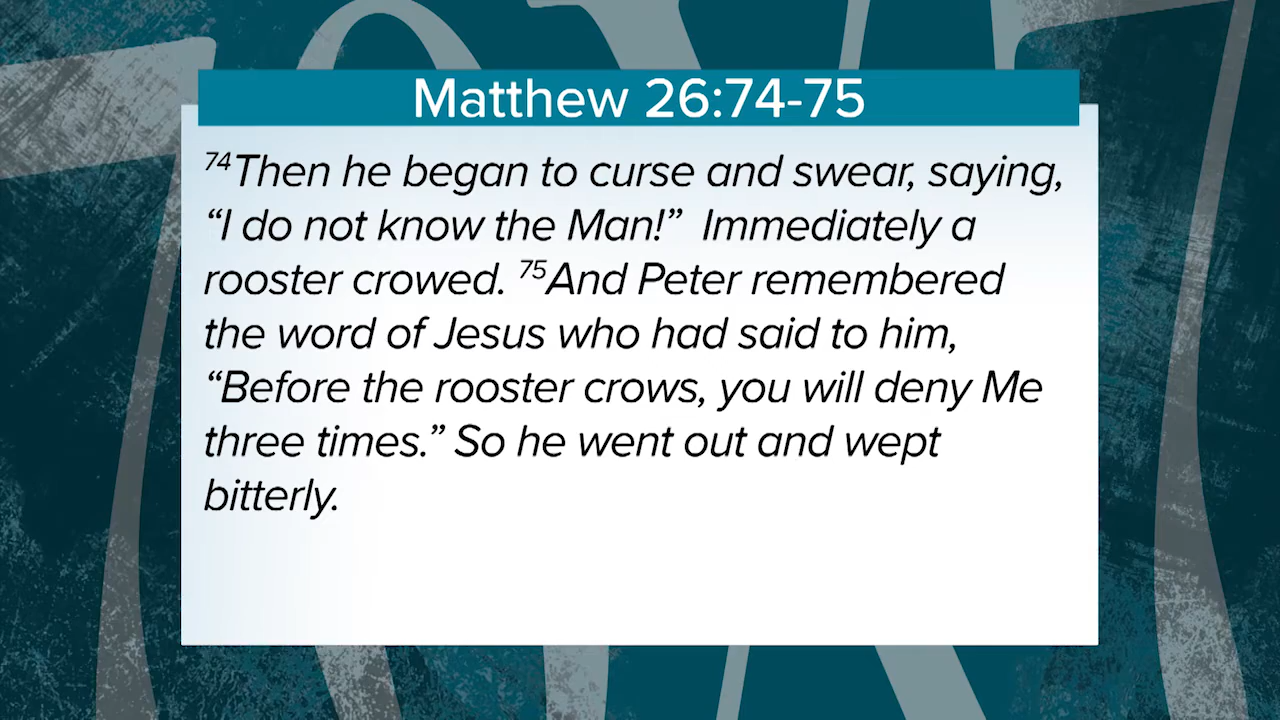 Matthew 26:74-75
74Then he began to curse and swear, saying,
“I do not know the Man!”  Immediately a
rooster crowed. 75And Peter remembered
the word of Jesus who had said to him,
“Before the rooster crows, you will deny Me
three times.” So he went out and wept
bitterly.